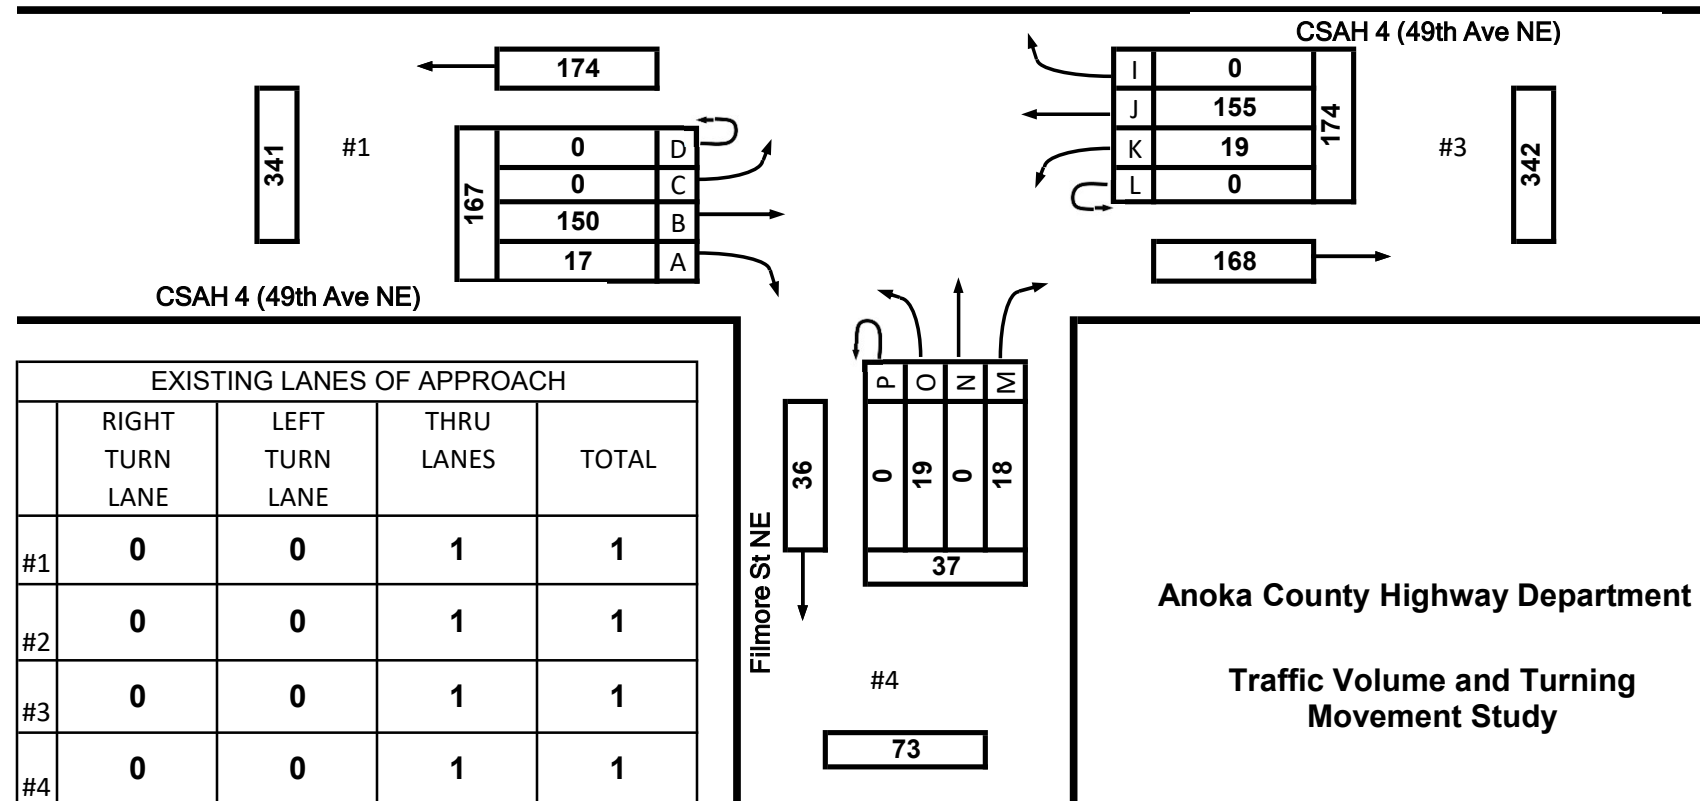 CSAH 4 (49th Ave NE)
174
341
#1
167
0 D
0 C
150 B
17 A
CSAH 4 (49th Ave NE)
I 0
J 155
K 19
L 0
174
#3
342
168
EXISTING LANES OF APPROACH
RIGHT TURN LANE
LEFT TURN LANE
THRU LANES
TOTAL
#1 0 0 1 1
#2 0 0 1 1
#3 0 0 1 1
#4 0 0 1 1
Filmore St NE
36
P O N M
0 19 0 18
37
#4
73
Anoka County Highway Department
Traffic Volume and Turning
Movement Study